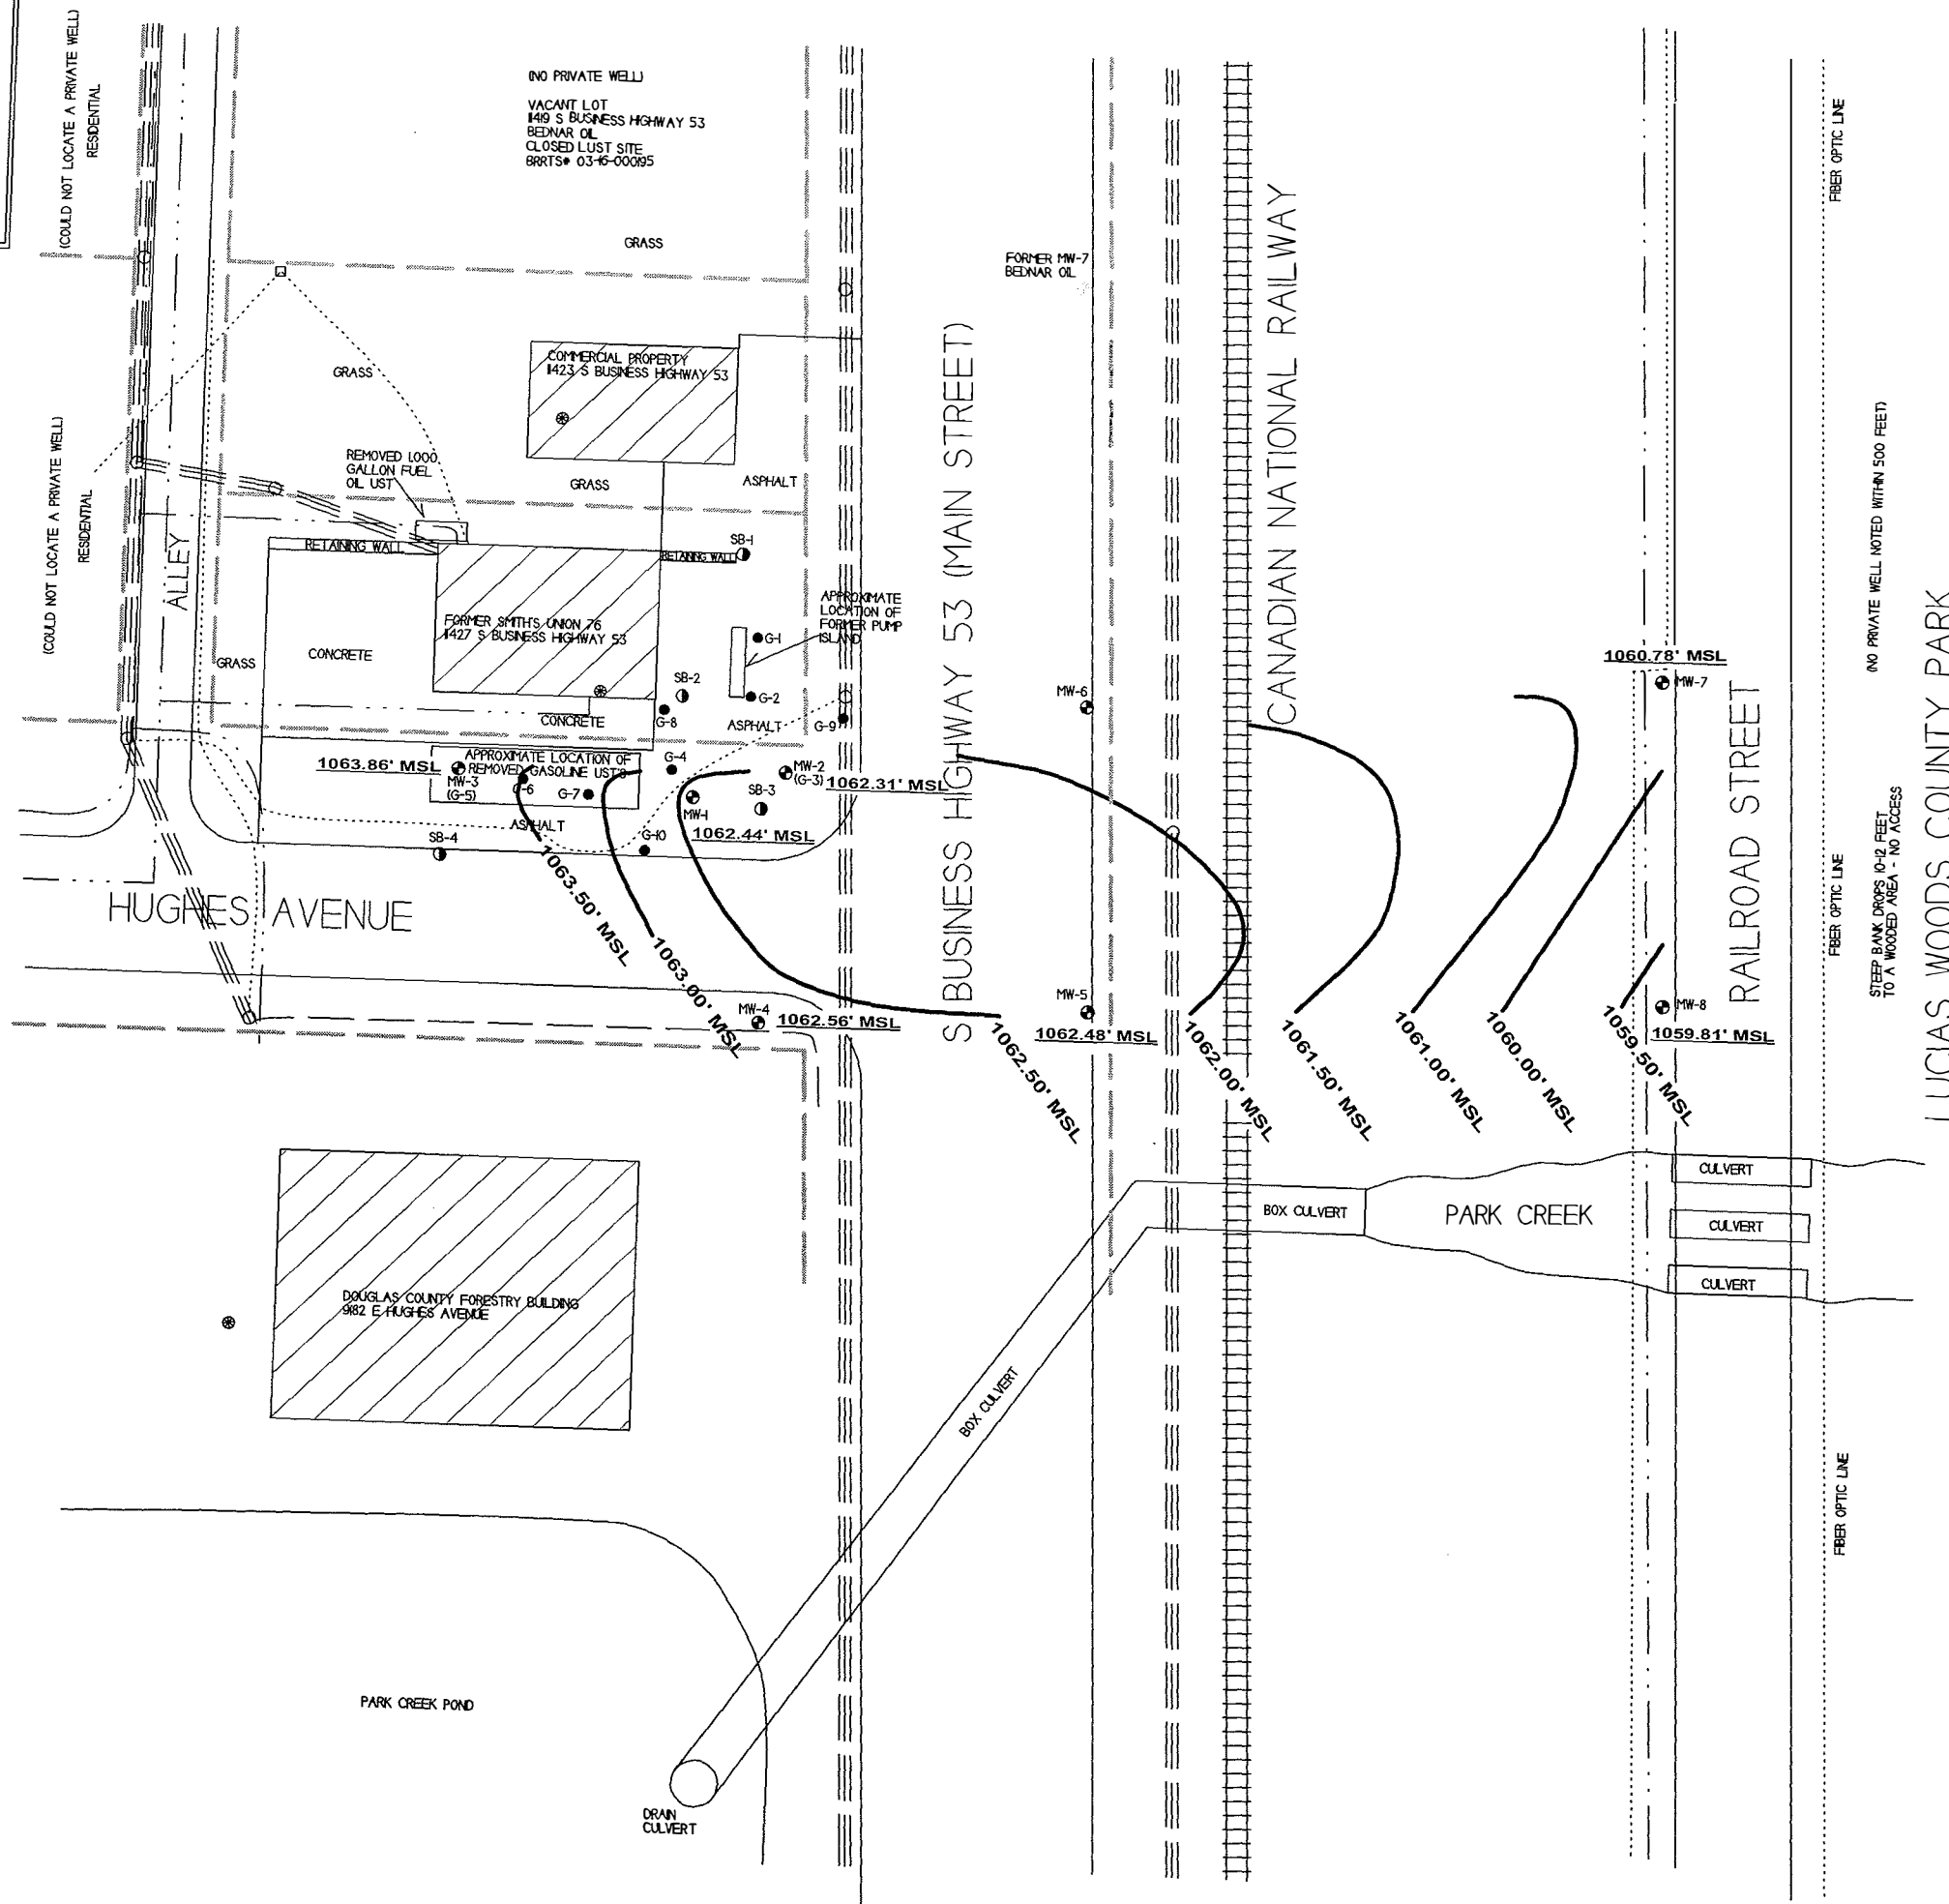 (COULD NOT LOCATE A PRIVATE WELL)
RESIDENTIAL
(NO PRIVATE WELL)
VACANT LOT
11419 S BUSINESS HIGHWAY 53
BEDNAR OIL
CLOSED LUST SITE
BRRTS# 03-16-000195
GRASS
FORMER MW-7
BEDNAR OIL
FIBER OPTIC LINE
CANADIAN NATIONAL RAILWAY
S BUSINESS HIGHWAY 53 (MAIN STREET)
COMMERCIAL PROPERTY
11423 S BUSINESS HIGHWAY 53
GRASS
(COULD NOT LOCATE A PRIVATE WELL)
RESIDENTIAL
ALLEY
REMOVED 1,000
GALLON FUEL
OIL UST
GRASS
ASPHALT
RETAINING WALL
RETAINING WALL
SB-1
FORMER SMITH'S UNION 76
11427 S BUSINESS HIGHWAY 53
APPROXIMATE
LOCATION OF
FORMER PUMP
ISLAND
G-1
GRASS
CONCRETE
SB-2
G-2
G-8
CONCRETE
ASPHALT
G-9
MW-6
1060.78' MSL
MW-7
(NO PRIVATE WELL NOTED WITHIN 500 FEET)
LUCIAS WOODS COUNTY PARK
RAILROAD STREET
1063.86' MSL
MW-3
(G-5)
APPROXIMATE LOCATION OF
REMOVED GASOLINE UST'S
G-6
G-7
G-4
MW-2
(G-3)
1062.31' MSL
SB-3
MW-1
1062.44' MSL
ASPHALT
G-10
SB-4
HUGHES AVENUE
1063.50' MSL
1063.00' MSL
MW-4
1062.56' MSL
1062.50' MSL
MW-5
1062.48' MSL
1062.00' MSL
1061.50' MSL
1061.00' MSL
1060.00' MSL
1059.50' MSL
MW-8
1059.81' MSL
FIBER OPTIC LINE
STEEP BANK DROPS 10-12 FEET
TO A WOODED AREA - NO ACCESS
CULVERT
BOX CULVERT
PARK CREEK
CULVERT
CULVERT
DOUGLAS COUNTY FORESTRY BUILDING
9182 E HUGHES AVENUE
BOX CULVERT
FIBER OPTIC LINE
PARK CREEK POND
DRAIN
CULVERT